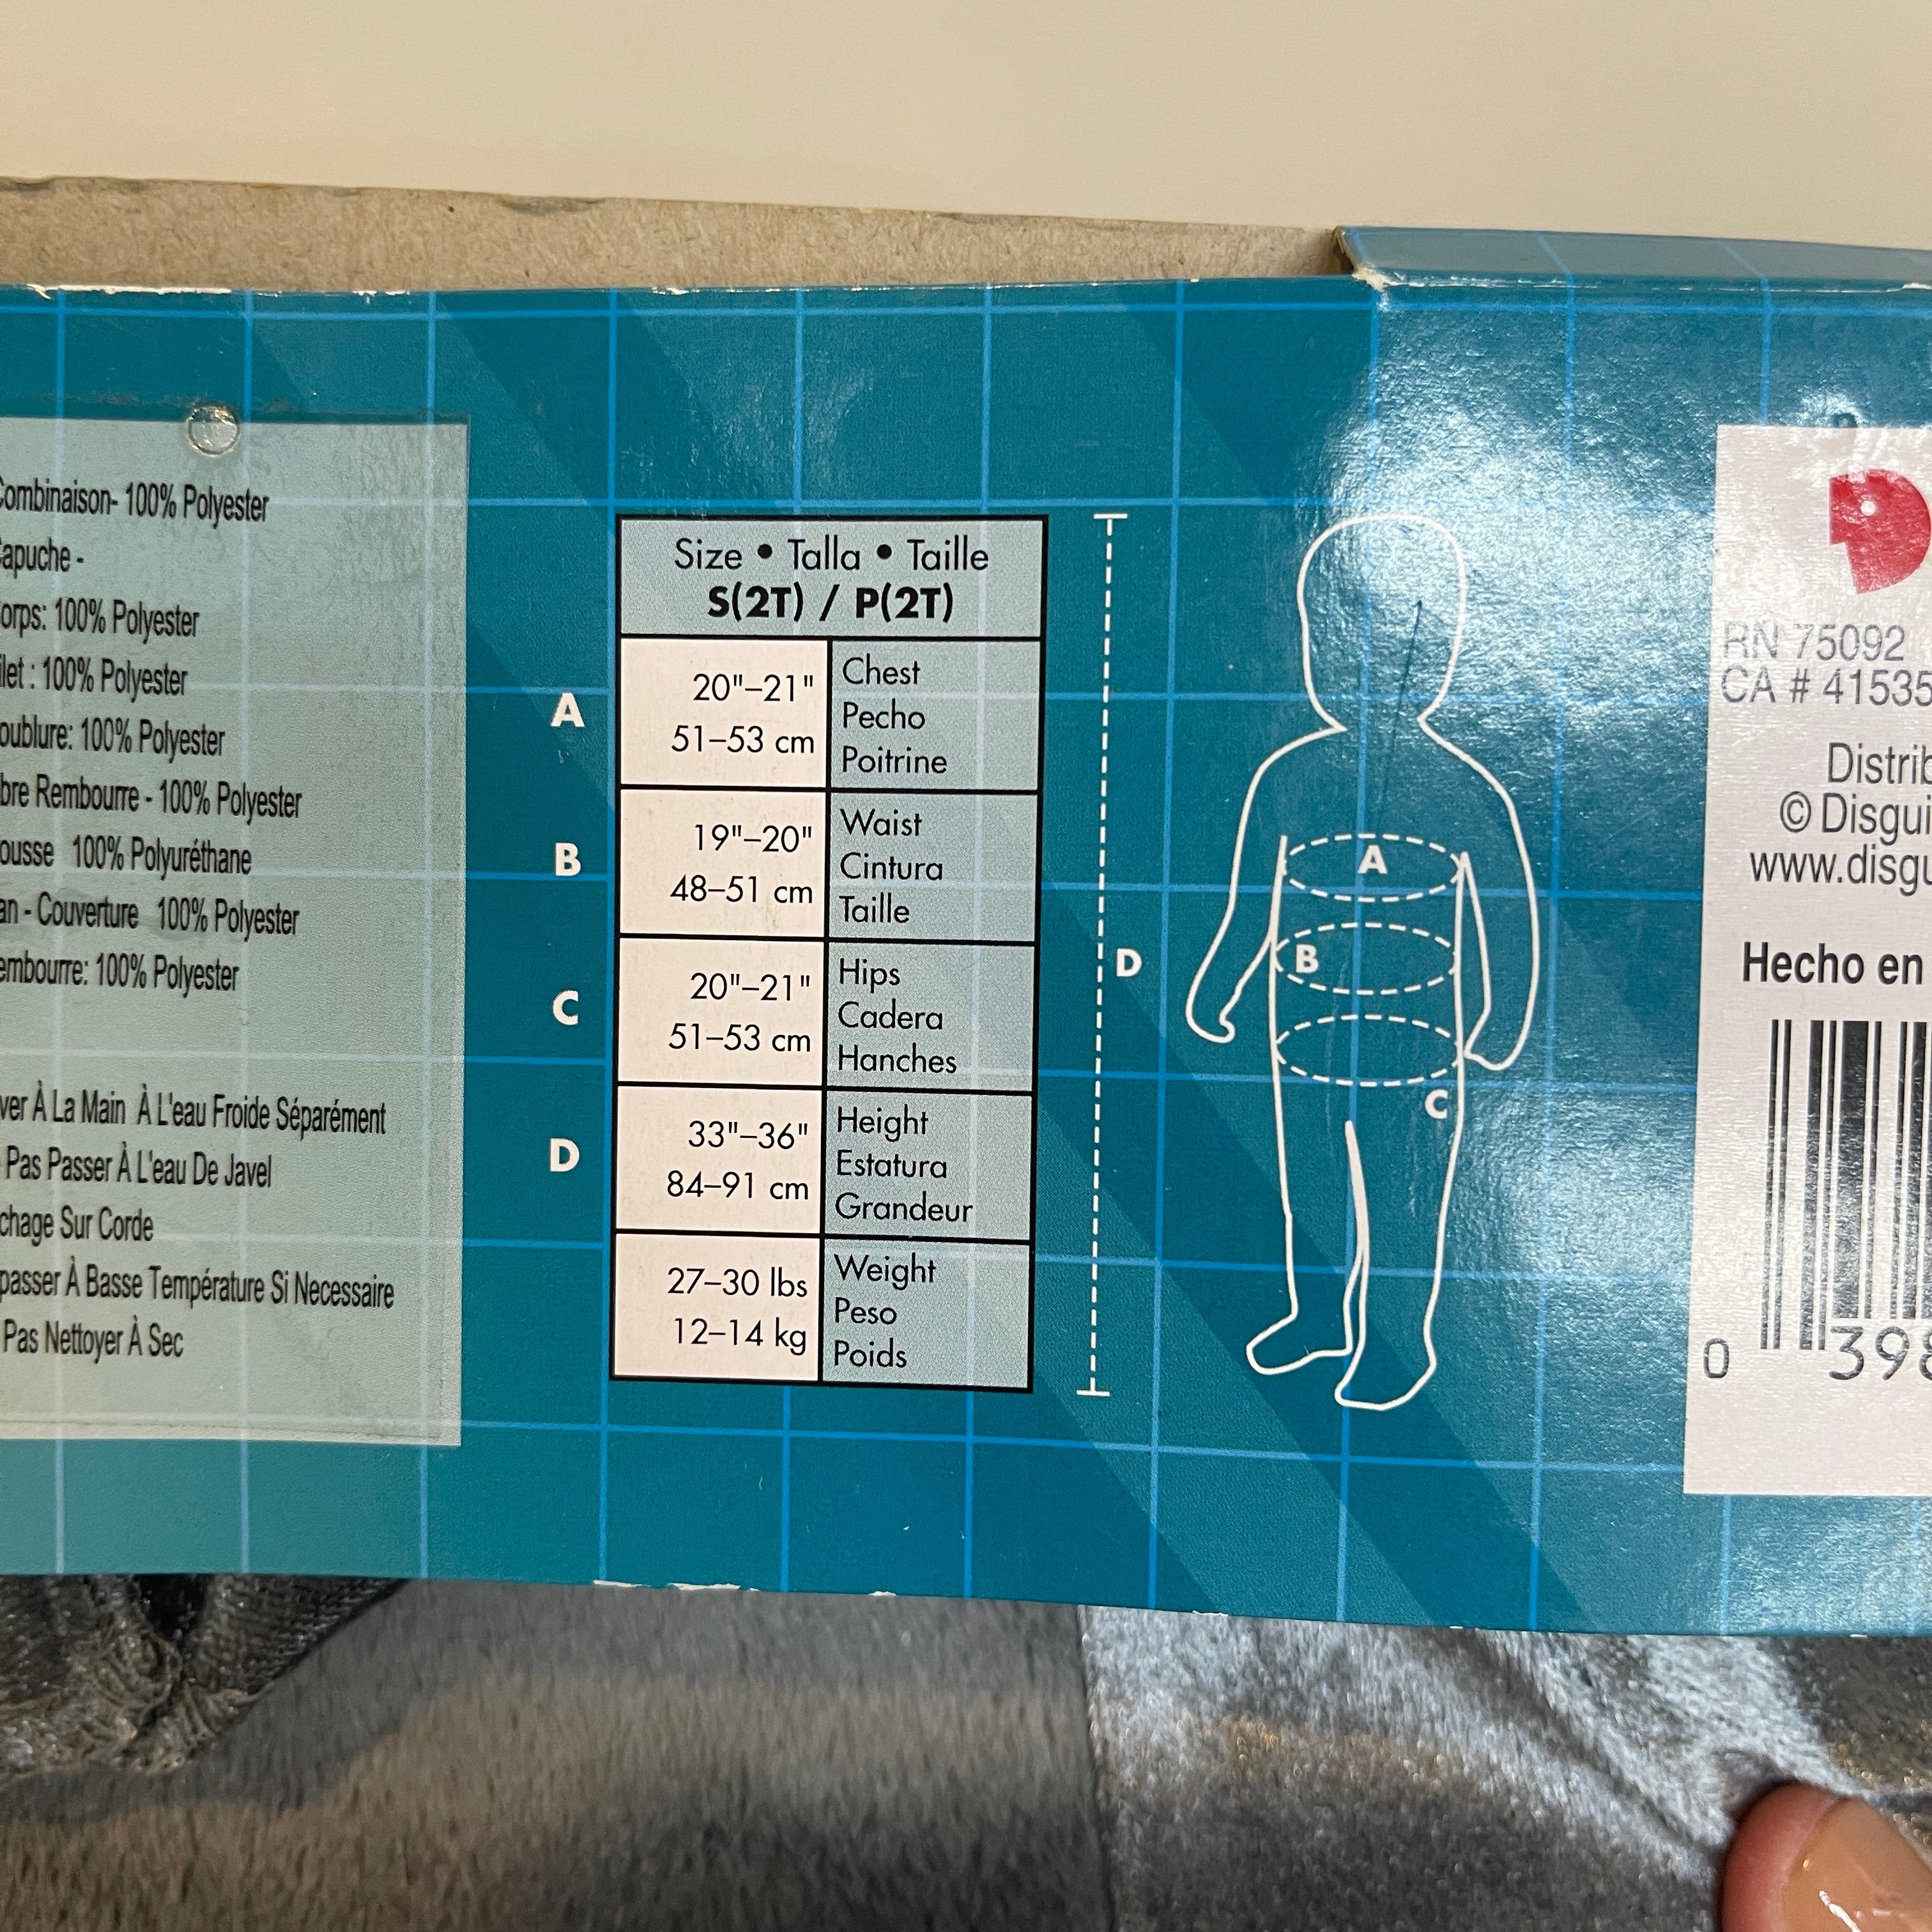 Combinaison- 100% Polyester
Capuche -
Corps: 100% Polyester
ilet : 100% Polyester
oublure: 100% Polyester
bre Rembourre - 100% Polyester
ousse 100% Polyuréthane
an - Couverture 100% Polyester
embourre: 100% Polyester
ver À La Main À L'eau Froide Séparément
Pas Passer À L'eau De Javel
chage Sur Corde
passer À Basse Température Si Necessaire
Pas Nettoyer À Sec
Size • Talla • Taille
S(2T) / P(2T)
A
20"–21"
51–53 cm
Chest
Pecho
Poitrine
B
19"–20"
48–51 cm
Waist
Cintura
Taille
C
20"–21"
51–53 cm
Hips
Cadera
Hanches
D
33"–36"
84–91 cm
Height
Estatura
Grandeur
27–30 lbs
12–14 kg
Weight
Peso
Poids
D
A
B
C
RN 75092
CA # 41535
Distrib
© Disgui
www.disgu
Hecho en
0 398